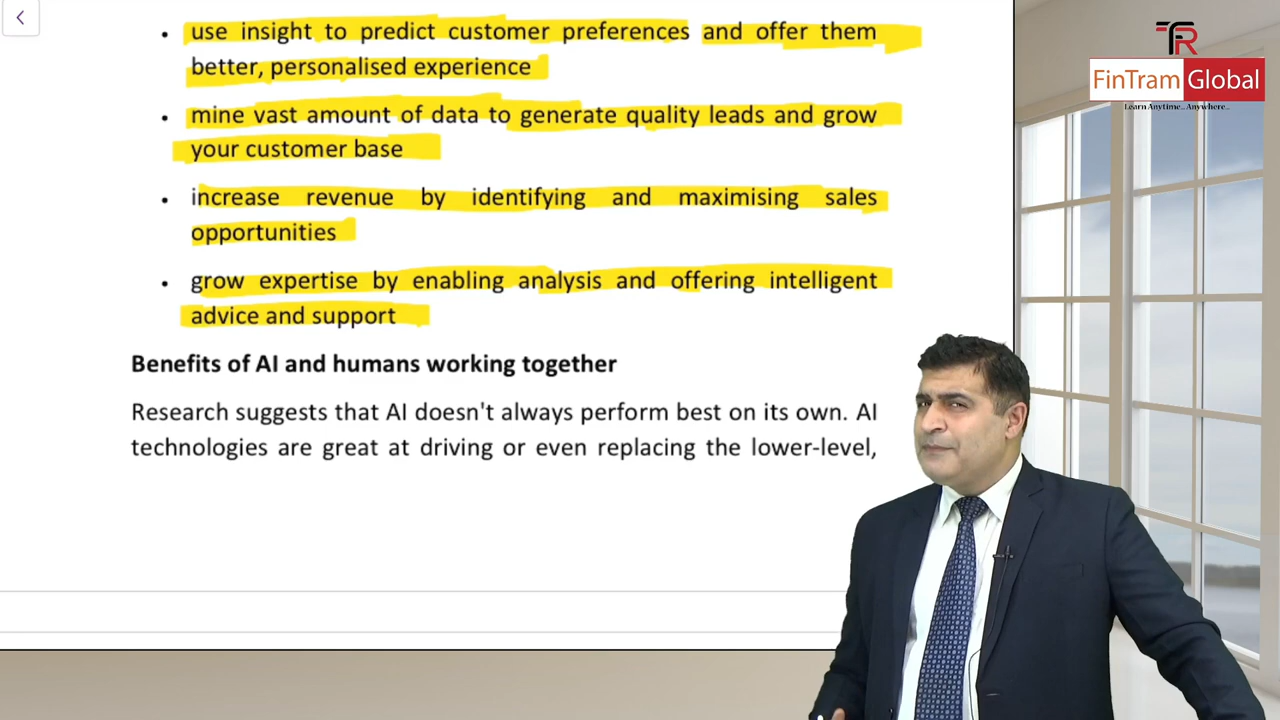 use insight to predict customer preferences and offer them
better, personalised experience
mine vast amount of data to generate quality leads and grow
your customer base
increase revenue by identifying and maximising sales
opportunities
grow expertise by enabling analysis and offering intelligent
advice and support
Benefits of AI and humans working together
Research suggests that AI doesn't always perform best on its own. AI
technologies are great at driving or even replacing the lower-level,
TR
FinTram Global
Learn Anytime.. Anywhere..